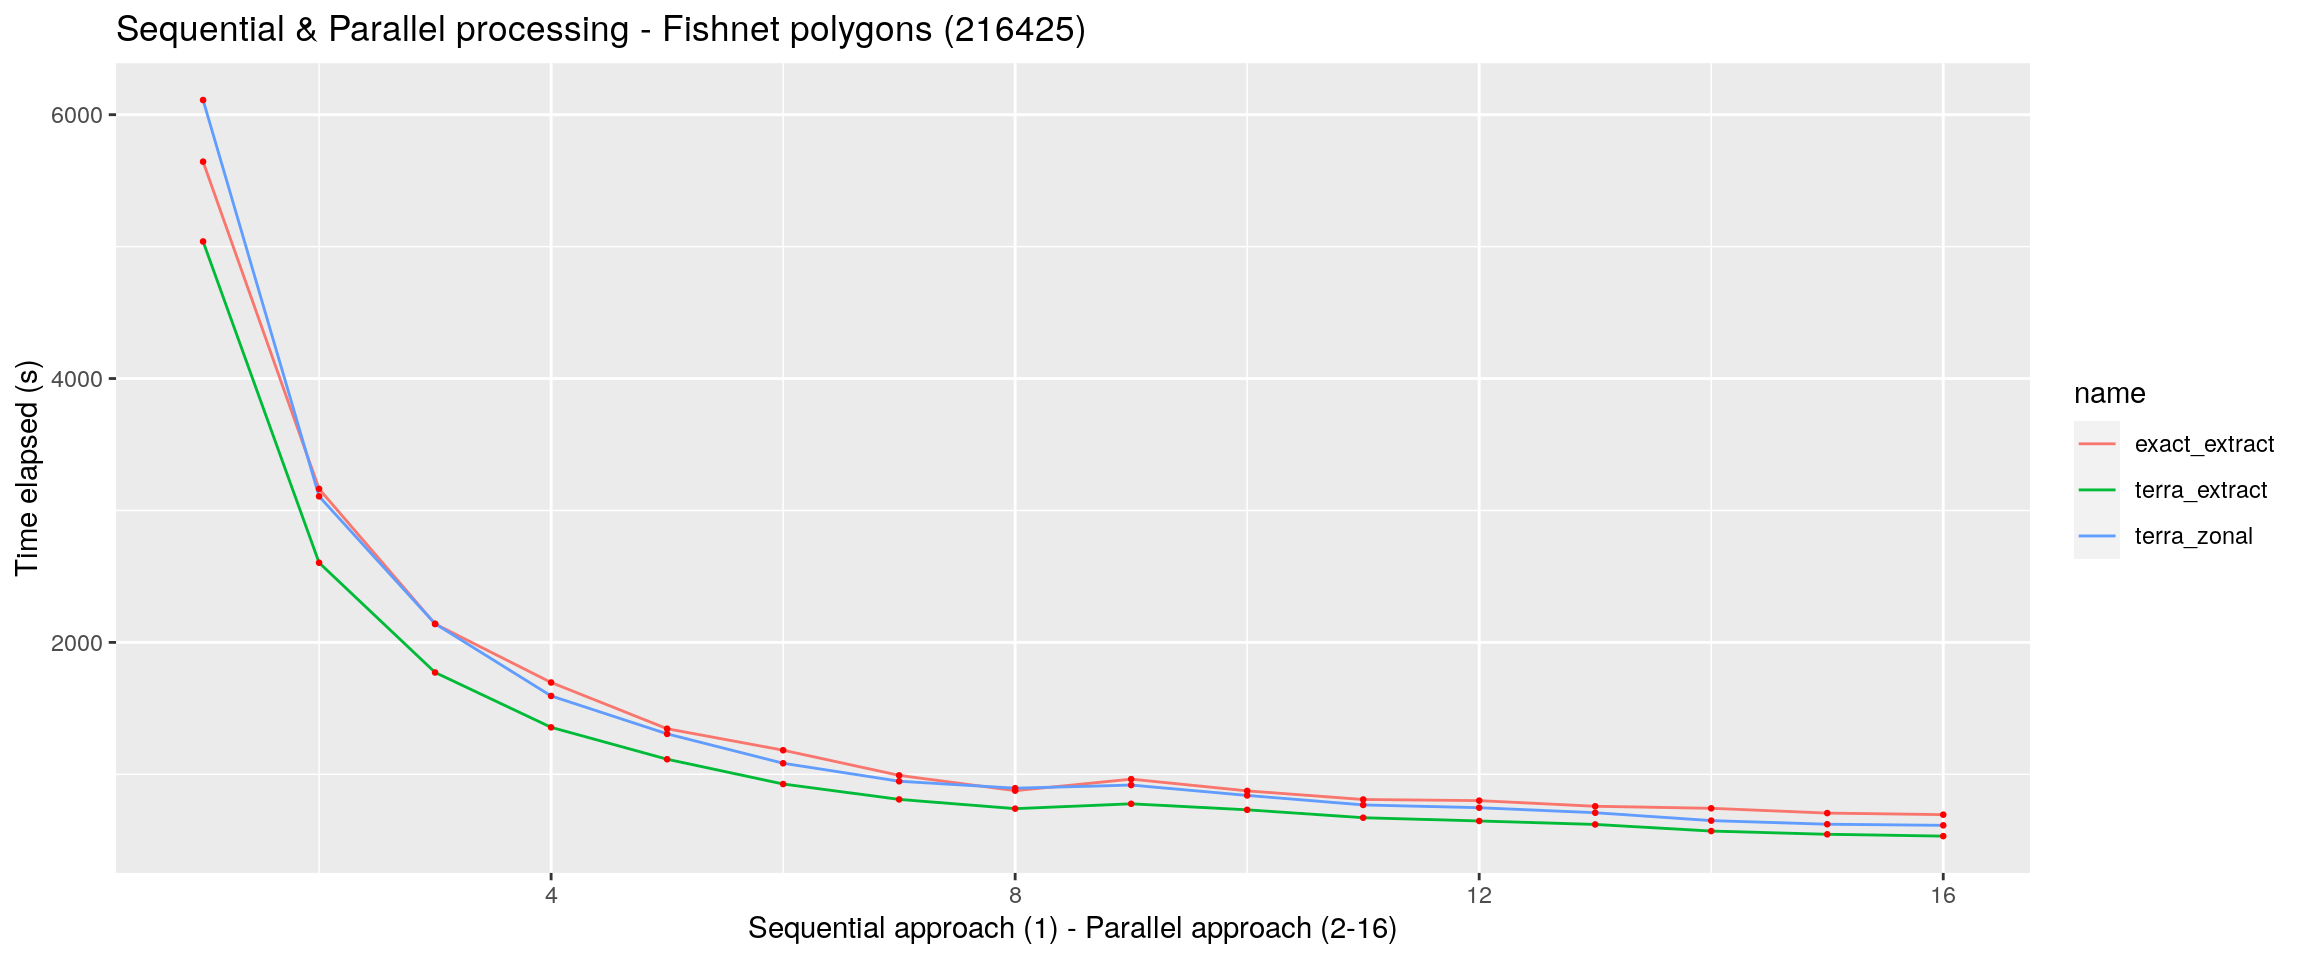 Sequential & Parallel processing - Fishnet polygons (216425)
Time elapsed (s)
6000
4000
2000
4
8
12
16
Sequential approach (1) - Parallel approach (2-16)
name
exact_extract
terra_extract
terra_zonal